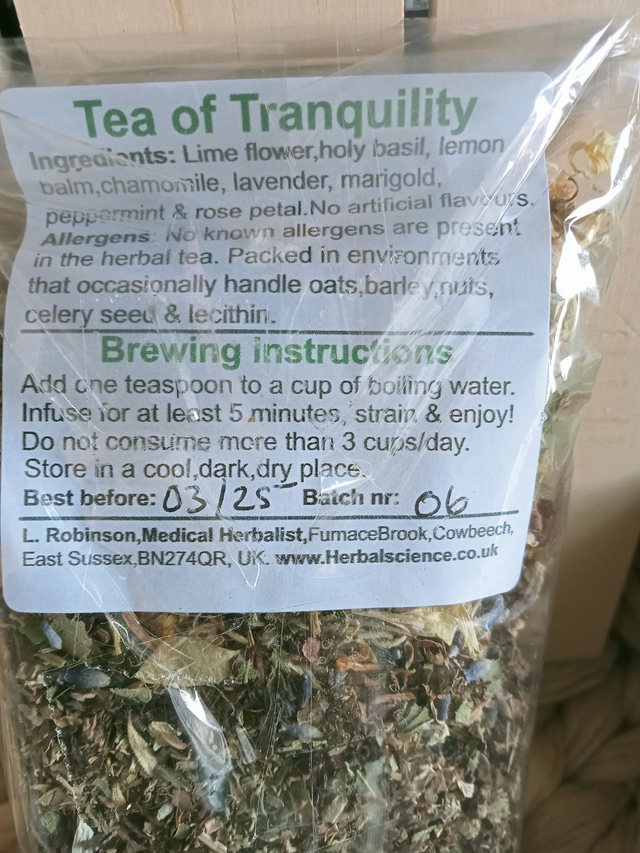 Tea of Tranquility
Ingredients: Lime flower,holy basil, lemon
balm,chamomile, lavender, marigold,
peppermint & rose petal.No artificial flavours.
Allergens: No known allergens are present
in the herbal tea. Packed in environments
that occasionally handle oats,barley,nuts,
celery seed & lecithin.
Brewing instructions
Add one teaspoon to a cup of boiling water.
Infuse for at least 5 minutes, strain & enjoy!
Do not consume more than 3 cups/day.
Store in a cool,dark,dry place.
Best before: 03/25 Batch nr: 06
L. Robinson,Medical Herbalist,FurnaceBrook,Cowbeech,
East Sussex,BN274QR, UK. www.Herbalscience.co.uk